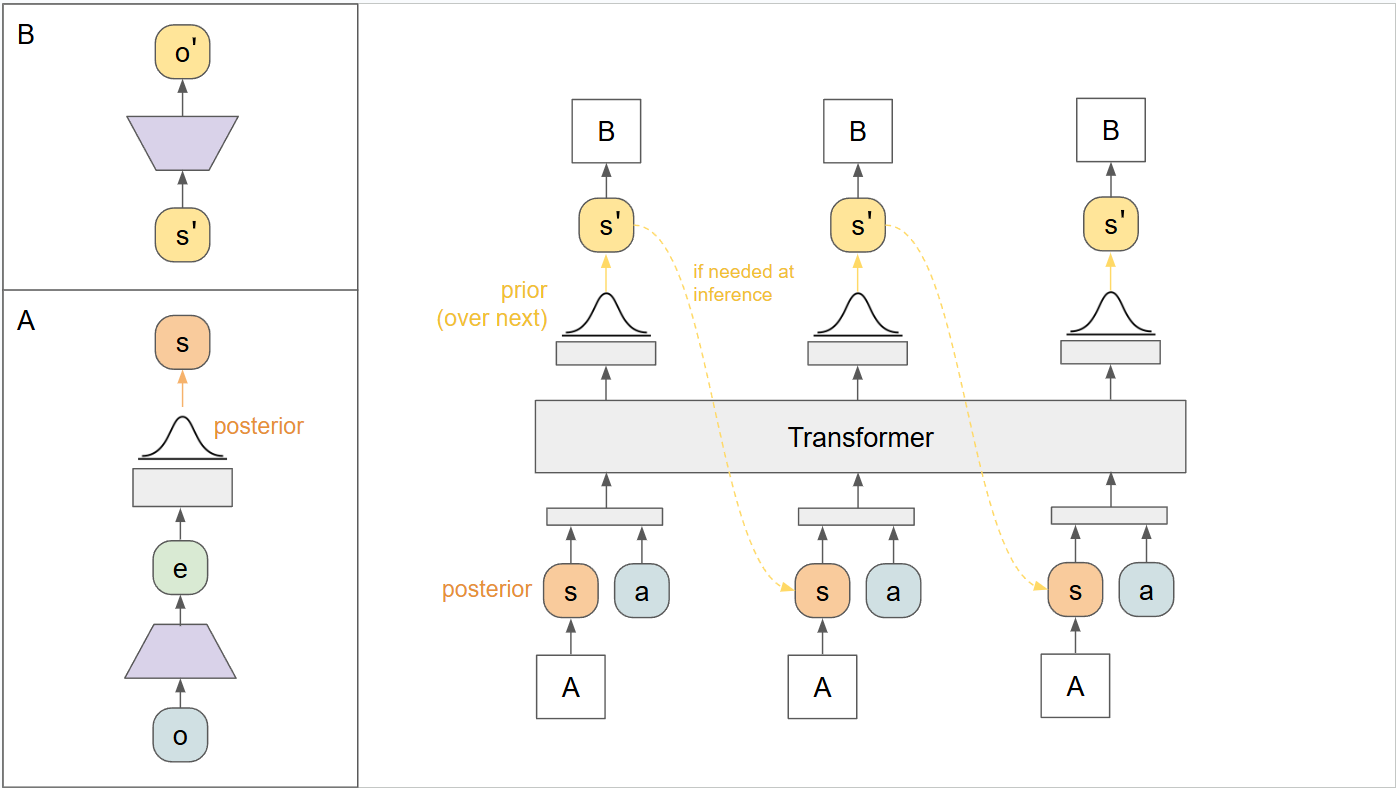 B
o'
s'
A
s
posterior
e
o
B
B
B
s'
s'
s'
if needed at
inference
prior
(over next)
Transformer
posterior
s
a
s
a
s
a
A
A
A